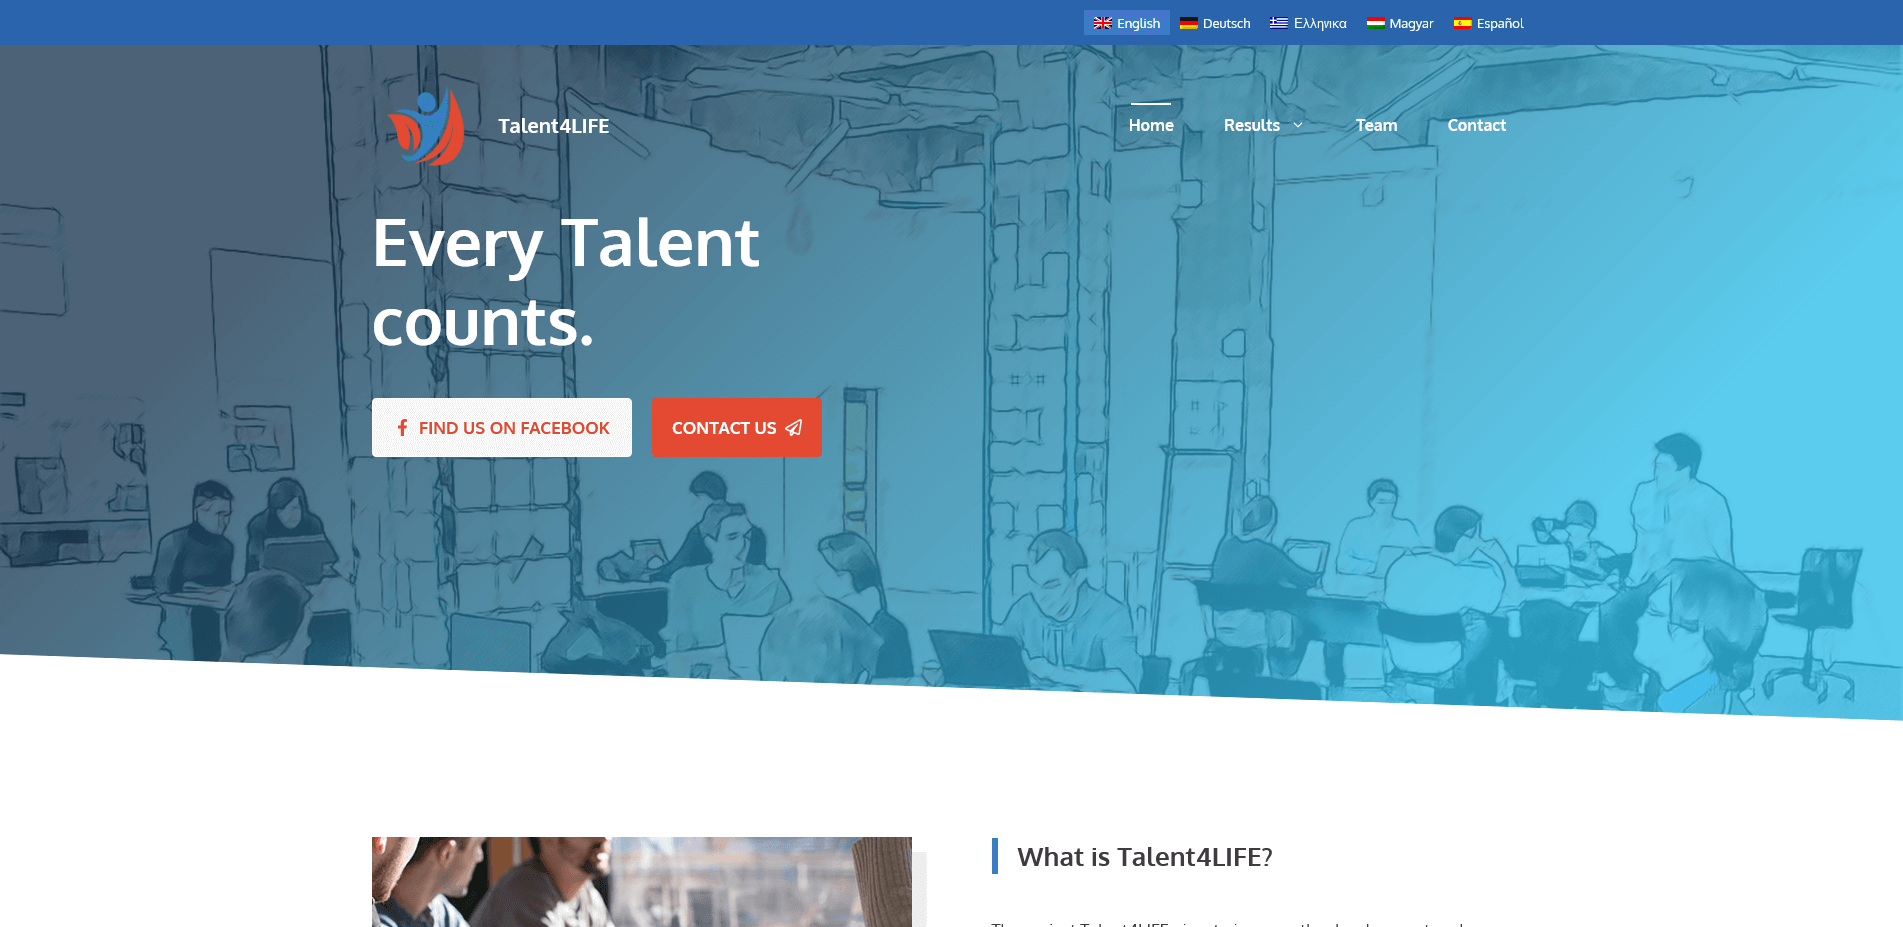 English Deutsch Ελληνικα Magyar Español
Talent4LIFE
Home Results Team Contact
Every Talent
counts.
FIND US ON FACEBOOK CONTACT US
What is Talent4LIFE?